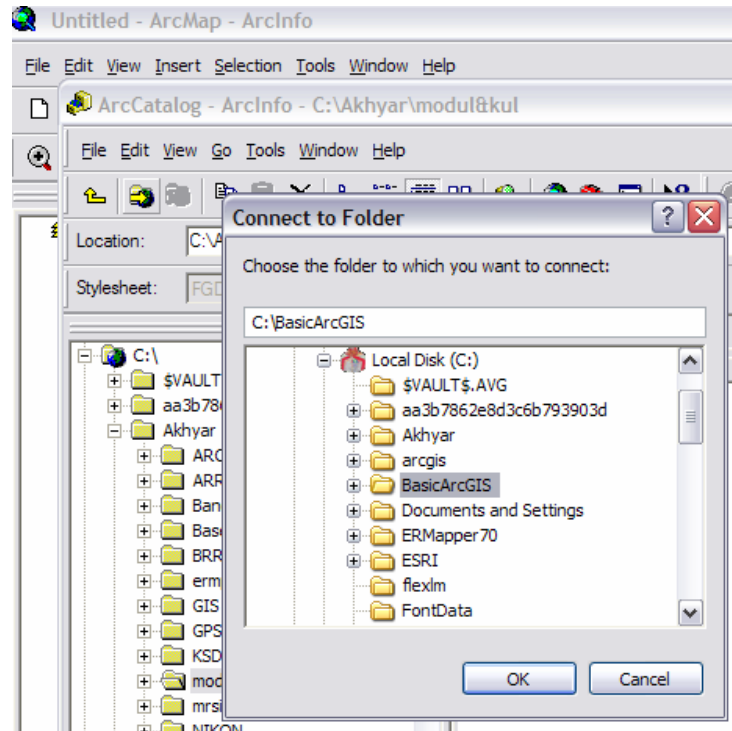 Untitled - ArcMap - ArcInfo
File Edit View Insert Selection Tools Window Help
ArcCatalog - ArcInfo - C:\Akhyar\modul&kul
File Edit View Go Tools Window Help
Connect to Folder
Location: C:\A
Choose the folder to which you want to connect:
Stylesheet: FGD
C:\BasicArcGIS
C:\
$VAULT
aa3b78
Akhyar
ARC
ARR
Ban
Base
BRR
erm
GIS
GPS
KSD
mod
mrsi
NIKON
Local Disk (C:)
$VAULT$.AVG
aa3b7862e8d3c6b793903d
Akhyar
arcgis
BasicArcGIS
Documents and Settings
ERMapper70
ESRI
flexlm
FontData
OK Cancel